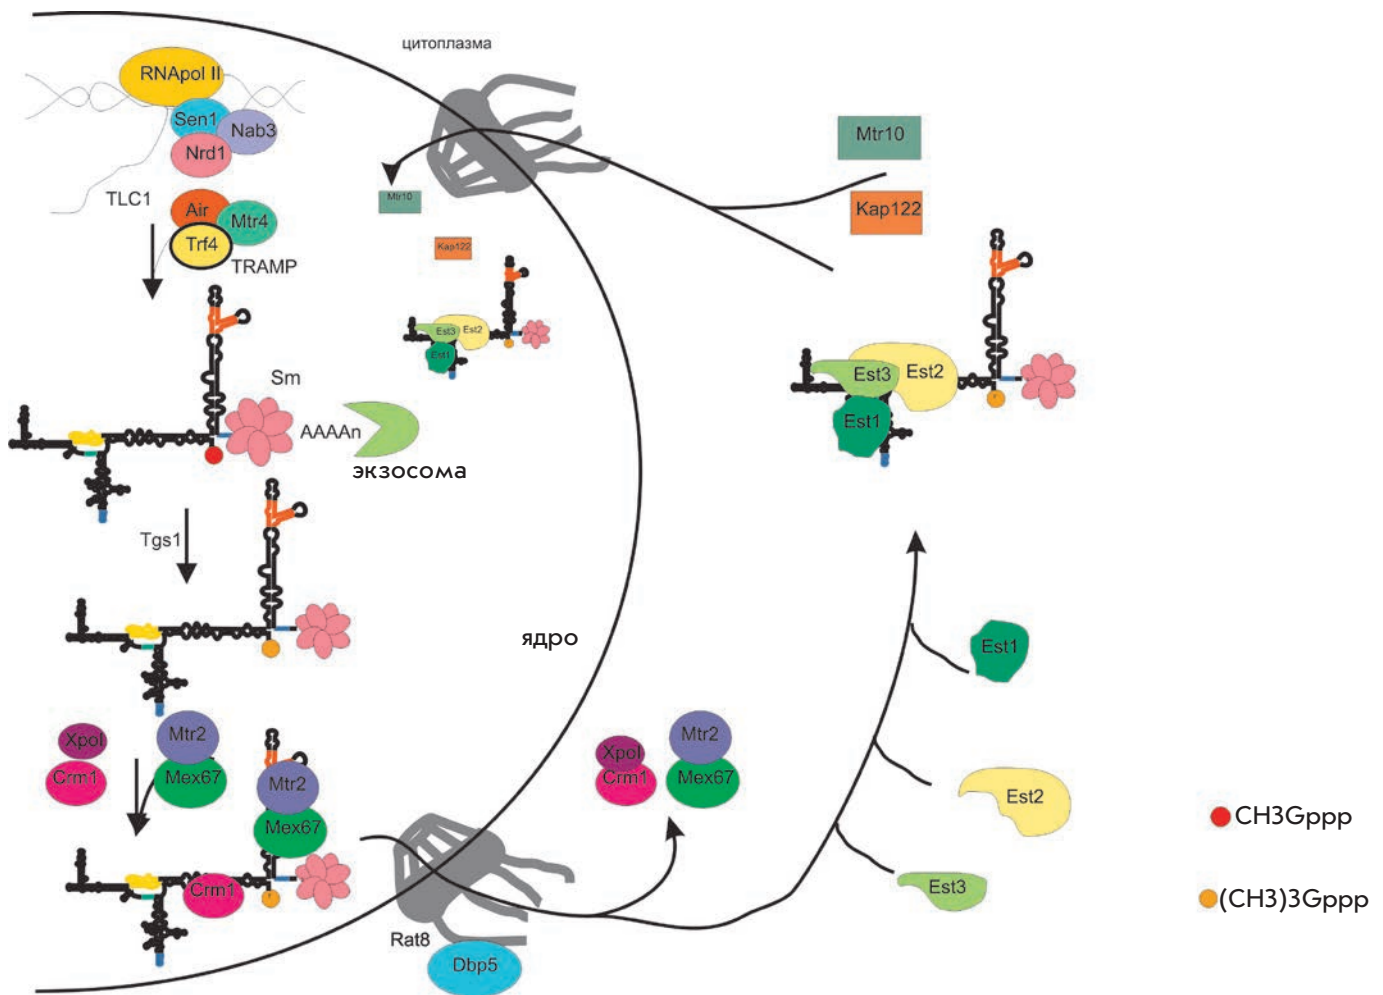 цитоплазма
RNApol II
Sen1
Nab3
Nrd1
TLC1
Air
Mtr4
Trf4
TRAMP
Mtr10
Kap122
Mtr10
Kap122
Est3
Est2
Est1
Est3
Est2
Est1
Sm
AAAAn
экзосома
Tgs1
ядро
XpoI
Crm1
Mtr2
Mex67
Mtr2
Mex67
Crm1
XpoI
Crm1
Mtr2
Mex67
Est1
Est2
Est3
Rat8
Dbp5
CH3Gppp
(CH3)3Gppp